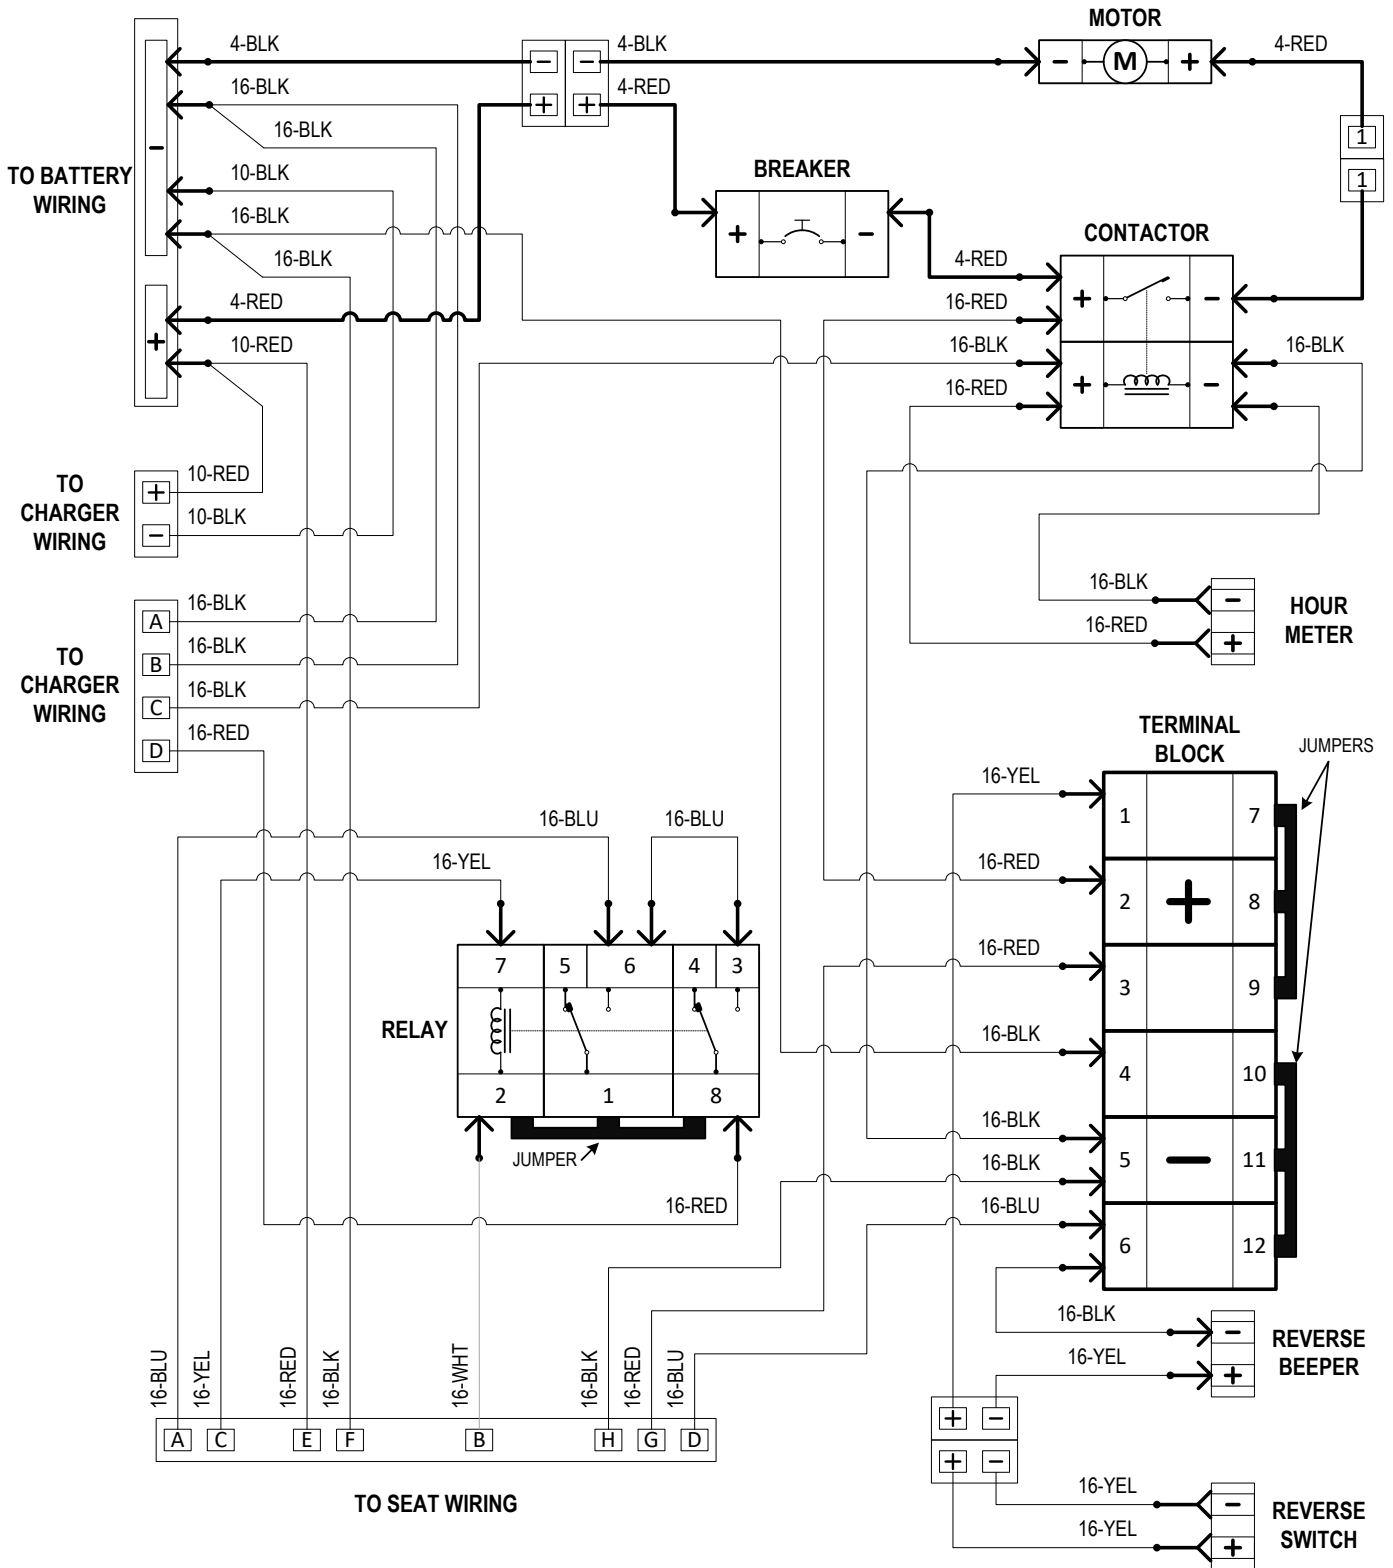 MOTOR
4-BLK
4-BLK
4-RED
- - - M +
16-BLK
+ +
4-RED
16-BLK
1
1
TO BATTERY
WIRING
-
10-BLK
BREAKER
16-BLK
+ -
CONTACTOR
16-BLK
4-RED
+ -
4-RED
16-RED
+
10-RED
16-BLK
16-BLK
+ -
16-RED
TO
CHARGER
WIRING
10-RED
+
10-BLK
-
16-BLK
-
HOUR
METER
16-RED
+
TO
CHARGER
WIRING
16-BLK
A
16-BLK
B
16-BLK
C
16-RED
D
TERMINAL
BLOCK
JUMPERS
16-YEL
1 7
16-RED
2 + 8
16-RED
3 9
16-BLK
4 10
16-BLK
16-BLK
5 - 11
16-BLU
6 12
16-BLU
16-BLU
16-YEL
7 5 6 4 3
RELAY
2 1 8
JUMPER
16-RED
16-BLK
-
REVERSE
BEEPER
16-YEL
+
16-BLU
16-YEL
16-RED
16-BLK
16-WHT
16-BLK
16-RED
16-BLU
A C E F B H G D
TO SEAT WIRING
+ -
+ -
16-YEL
-
REVERSE
SWITCH
16-YEL
+